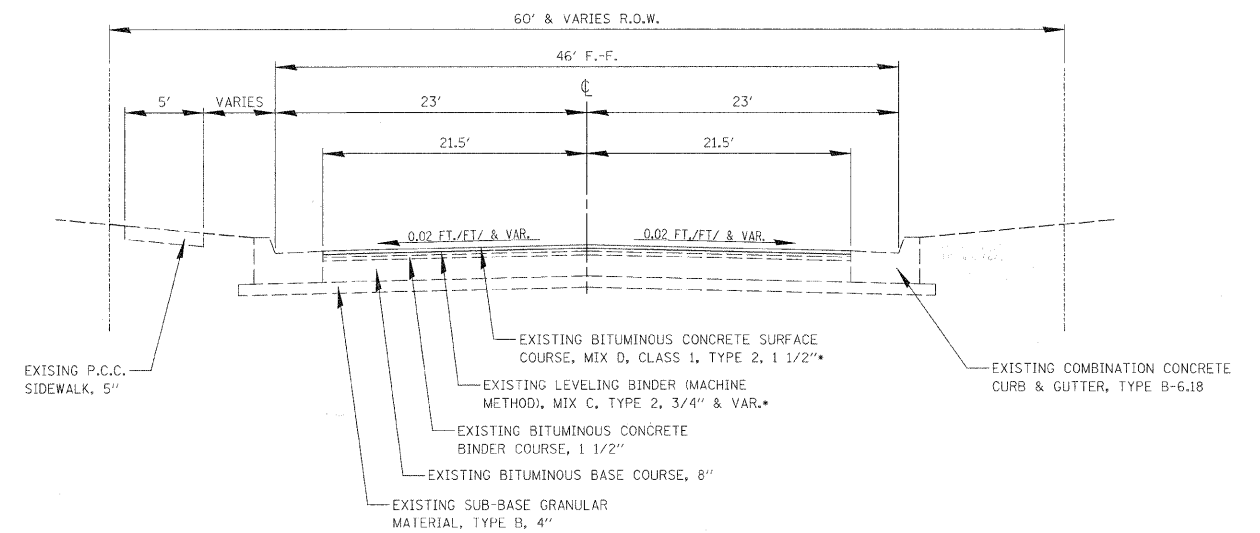 60' & VARIES R.O.W.
46' F.-F.
℄
5'
VARIES
23'
23'
21.5'
21.5'
0.02 FT./FT/ & VAR.
0.02 FT./FT/ & VAR.
EXISTING BITUMINOUS CONCRETE SURFACE
COURSE, MIX D, CLASS 1, TYPE 2, 1 1/2"*
EXISING P.C.C.
SIDEWALK, 5"
EXISTING COMBINATION CONCRETE
CURB & GUTTER, TYPE B-6.18
EXISTING LEVELING BINDER (MACHINE
METHOD), MIX C, TYPE 2, 3/4" & VAR.*
EXISTING BITUMINOUS CONCRETE
BINDER COURSE, 1 1/2"
EXISTING BITUMINOUS BASE COURSE, 8"
EXISTING SUB-BASE GRANULAR
MATERIAL, TYPE B, 4"